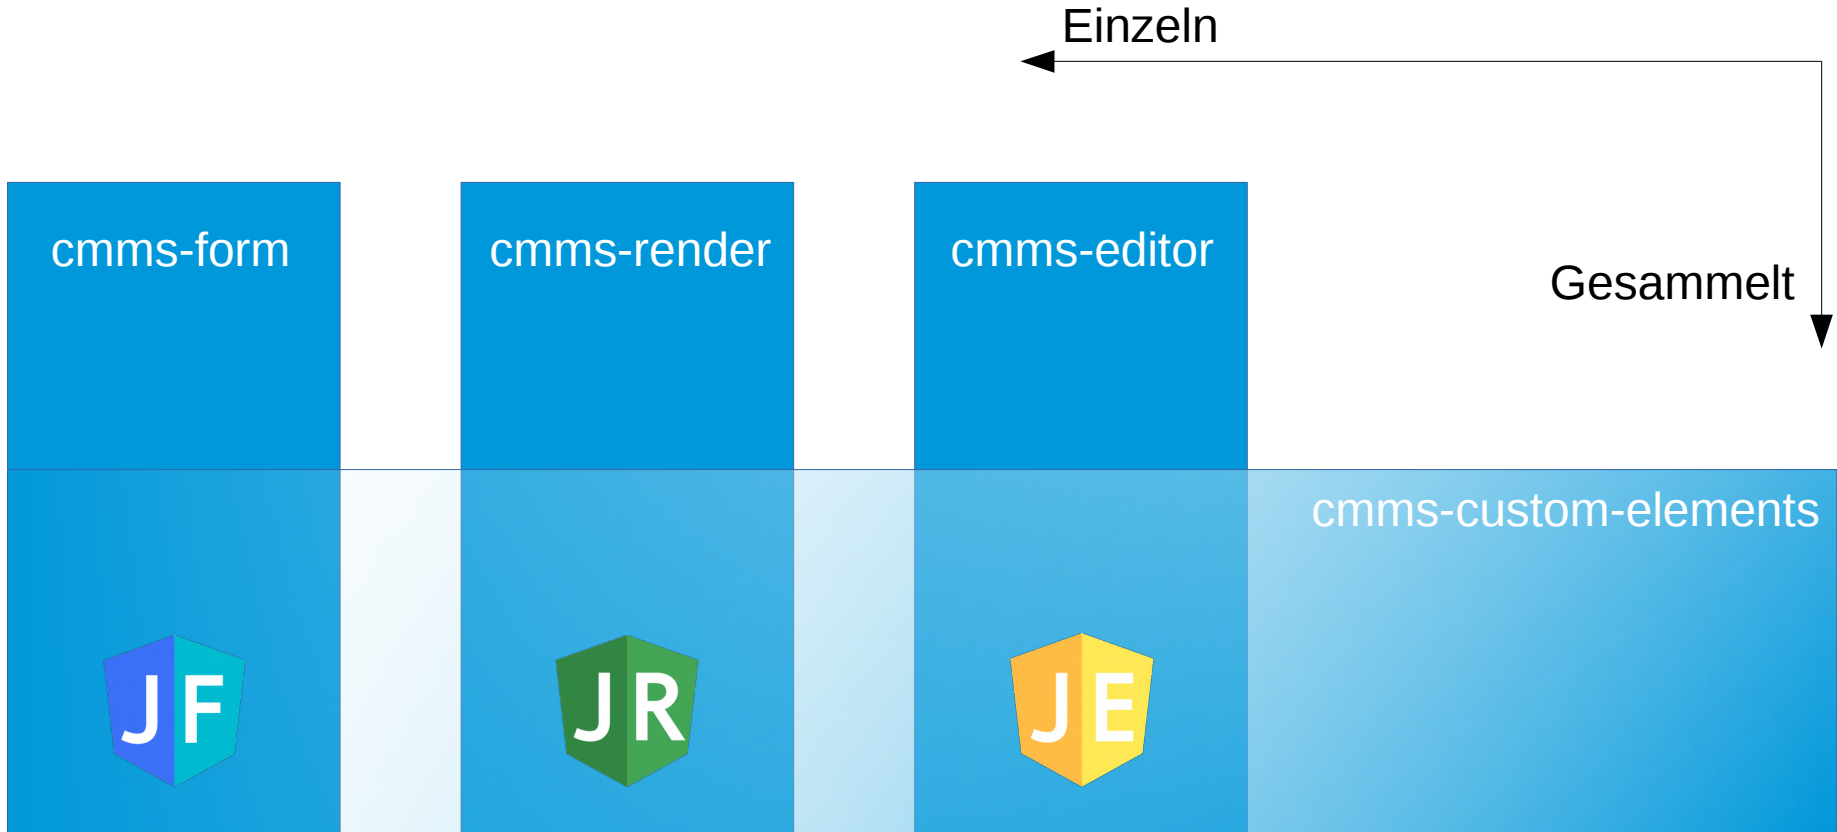 Einzeln
cmms-form
cmms-render
cmms-editor
Gesammelt
cmms-custom-elements
JF
JR
JE